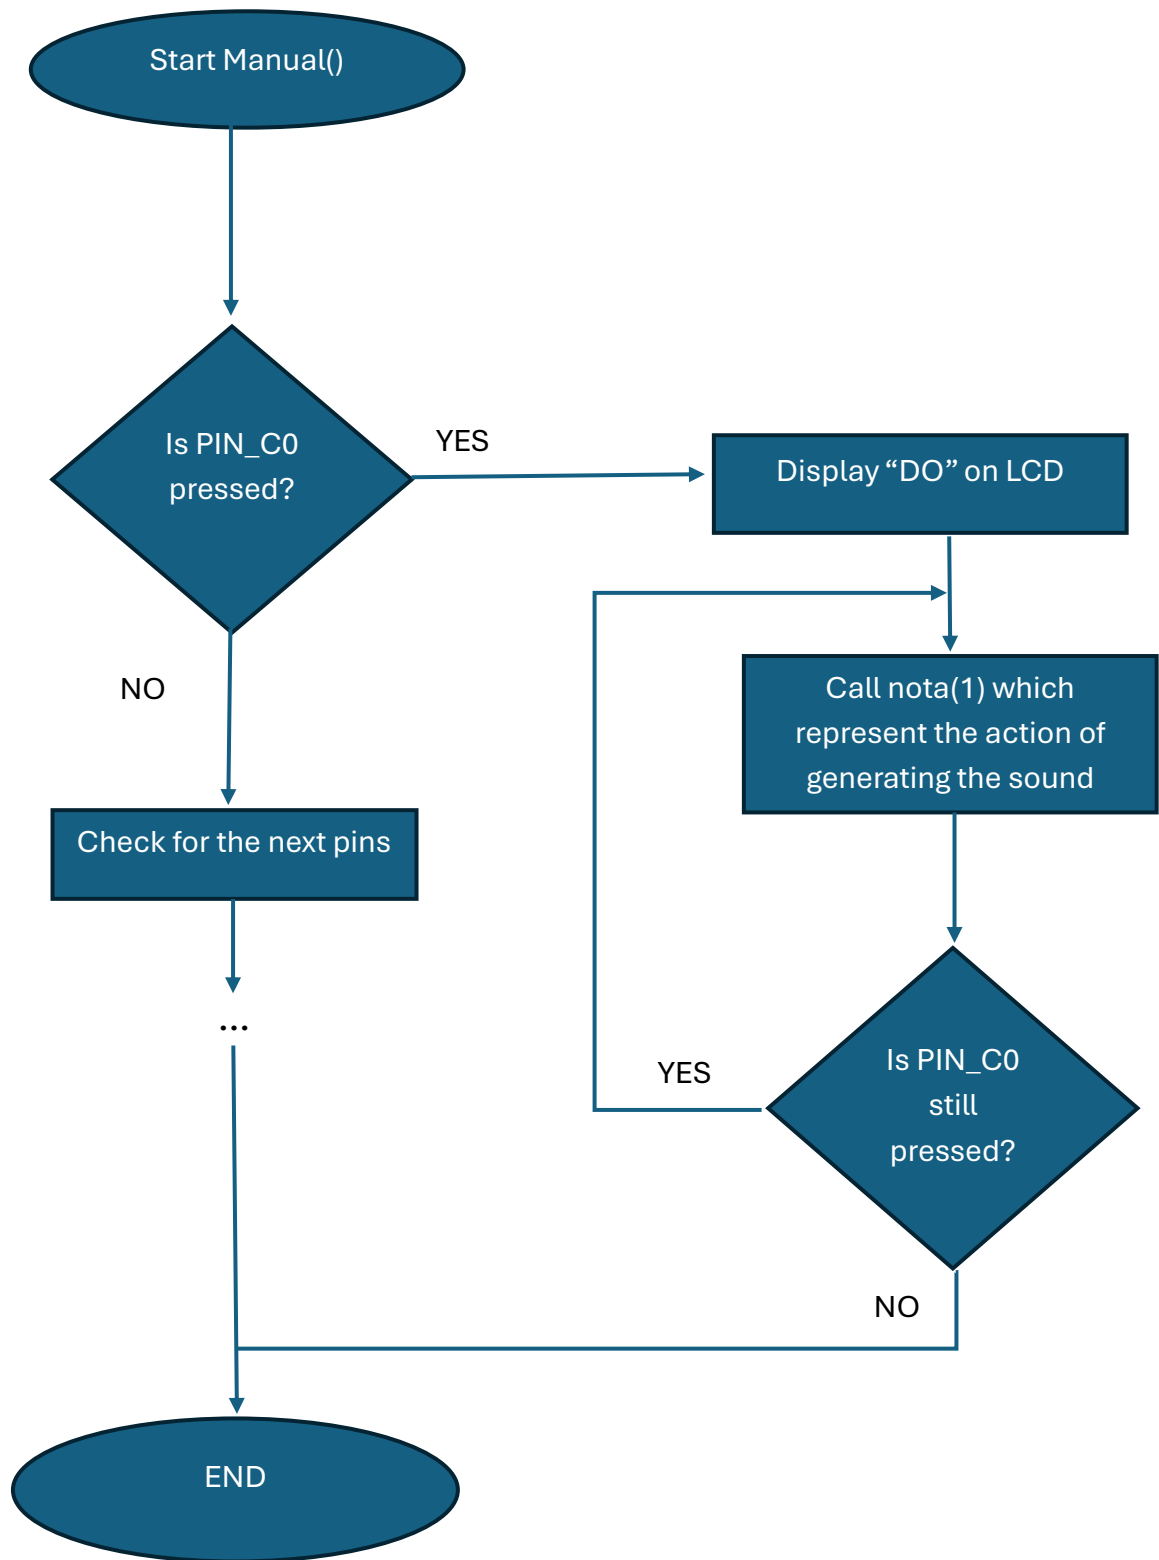 Start Manual()
Is PIN_C0
pressed?
YES
Display “DO” on LCD
NO
Call nota(1) which
represent the action of
generating the sound
Check for the next pins
...
YES
Is PIN_C0
still
pressed?
NO
END